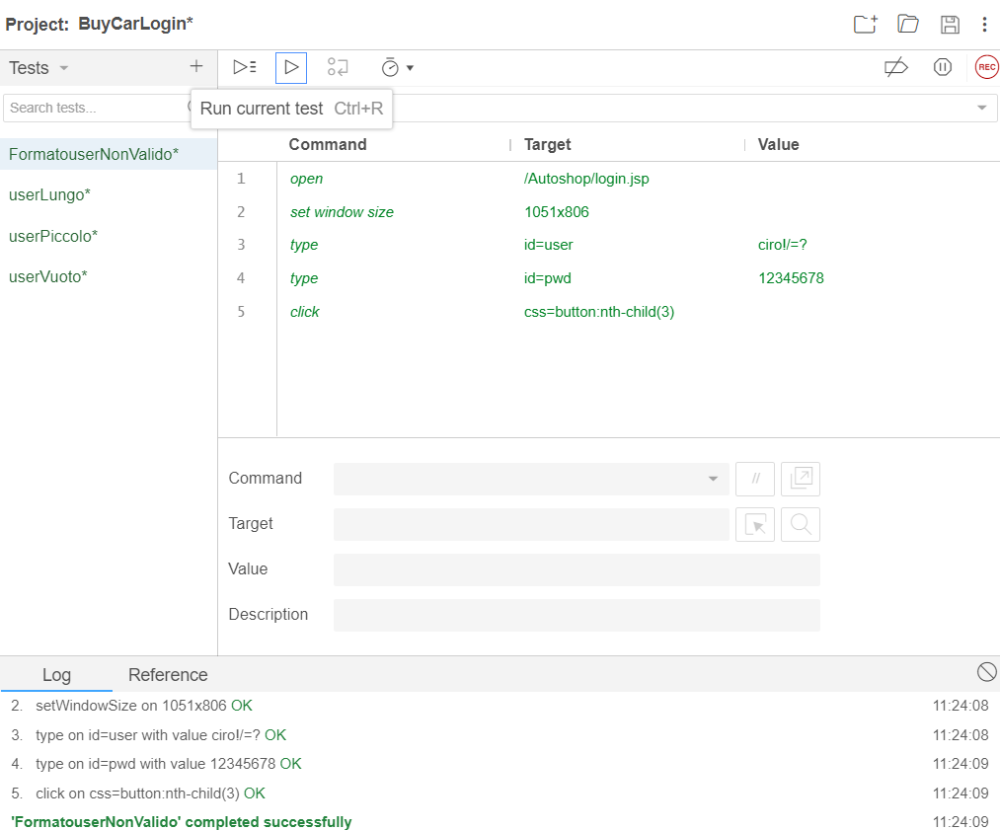 Project: BuyCarLogin*
Tests
REC
Search tests...
Run current test Ctrl+R
Command Target Value
FormatouserNonValido*
userLungo*
userPiccolo*
userVuoto*
1 open /Autoshop/login.jsp
2 set window size 1051x806
3 type id=user ciro!/=?
4 type id=pwd 12345678
5 click css=button:nth-child(3)
Command //
Target
Value
Description
Log Reference
2. setWindowSize on 1051x806 OK 11:24:08
3. type on id=user with value ciro!/=? OK 11:24:08
4. type on id=pwd with value 12345678 OK 11:24:09
5. click on css=button:nth-child(3) OK 11:24:09
'FormatouserNonValido' completed successfully 11:24:09